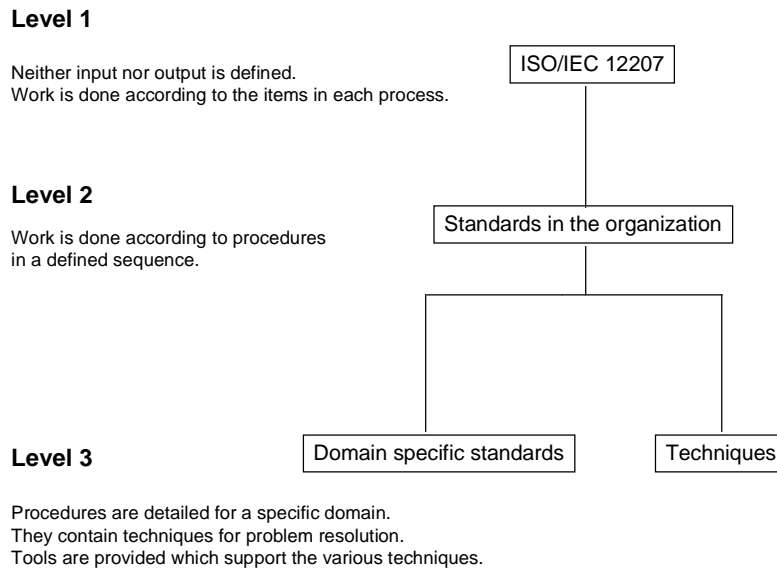 Level 1
ISO/IEC 12207
Neither input nor output is defined.
Work is done according to the items in each process.
Level 2
Standards in the organization
Work is done according to procedures
in a defined sequence.
Level 3
Domain specific standards
Techniques
Procedures are detailed for a specific domain.
They contain techniques for problem resolution.
Tools are provided which support the various techniques.